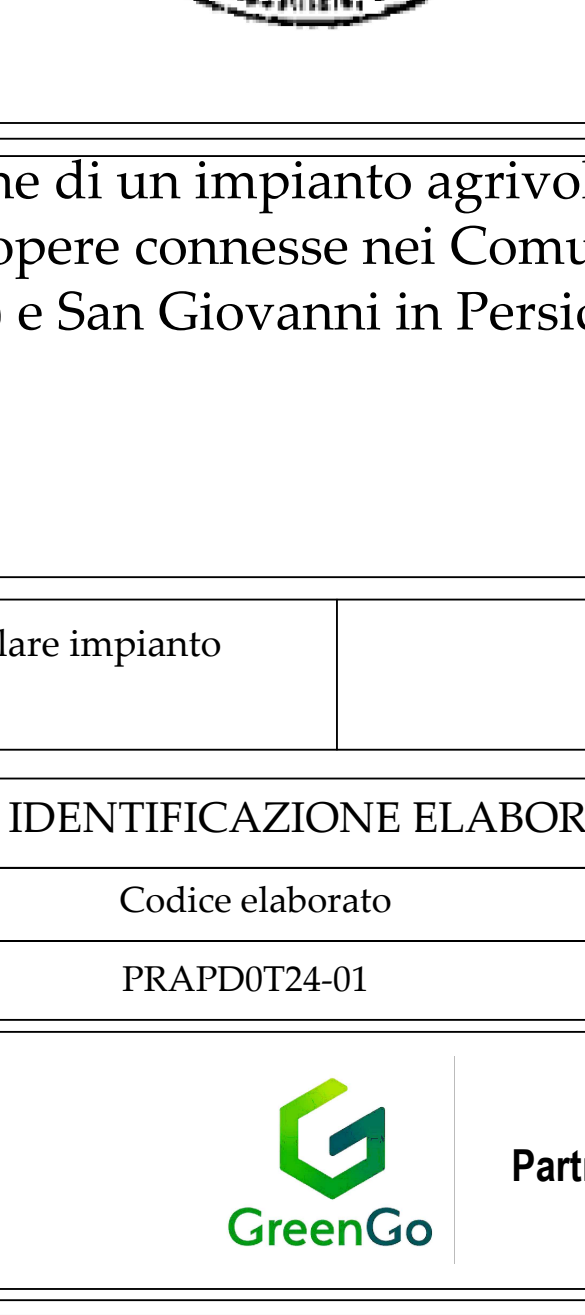 ne di un impianto agrivol
opere connesse nei Comu
) e San Giovanni in Persic
lare impianto
IDENTIFICAZIONE ELABOR
Codice elaborato
PRAPD0T24-01
GreenGo
Part